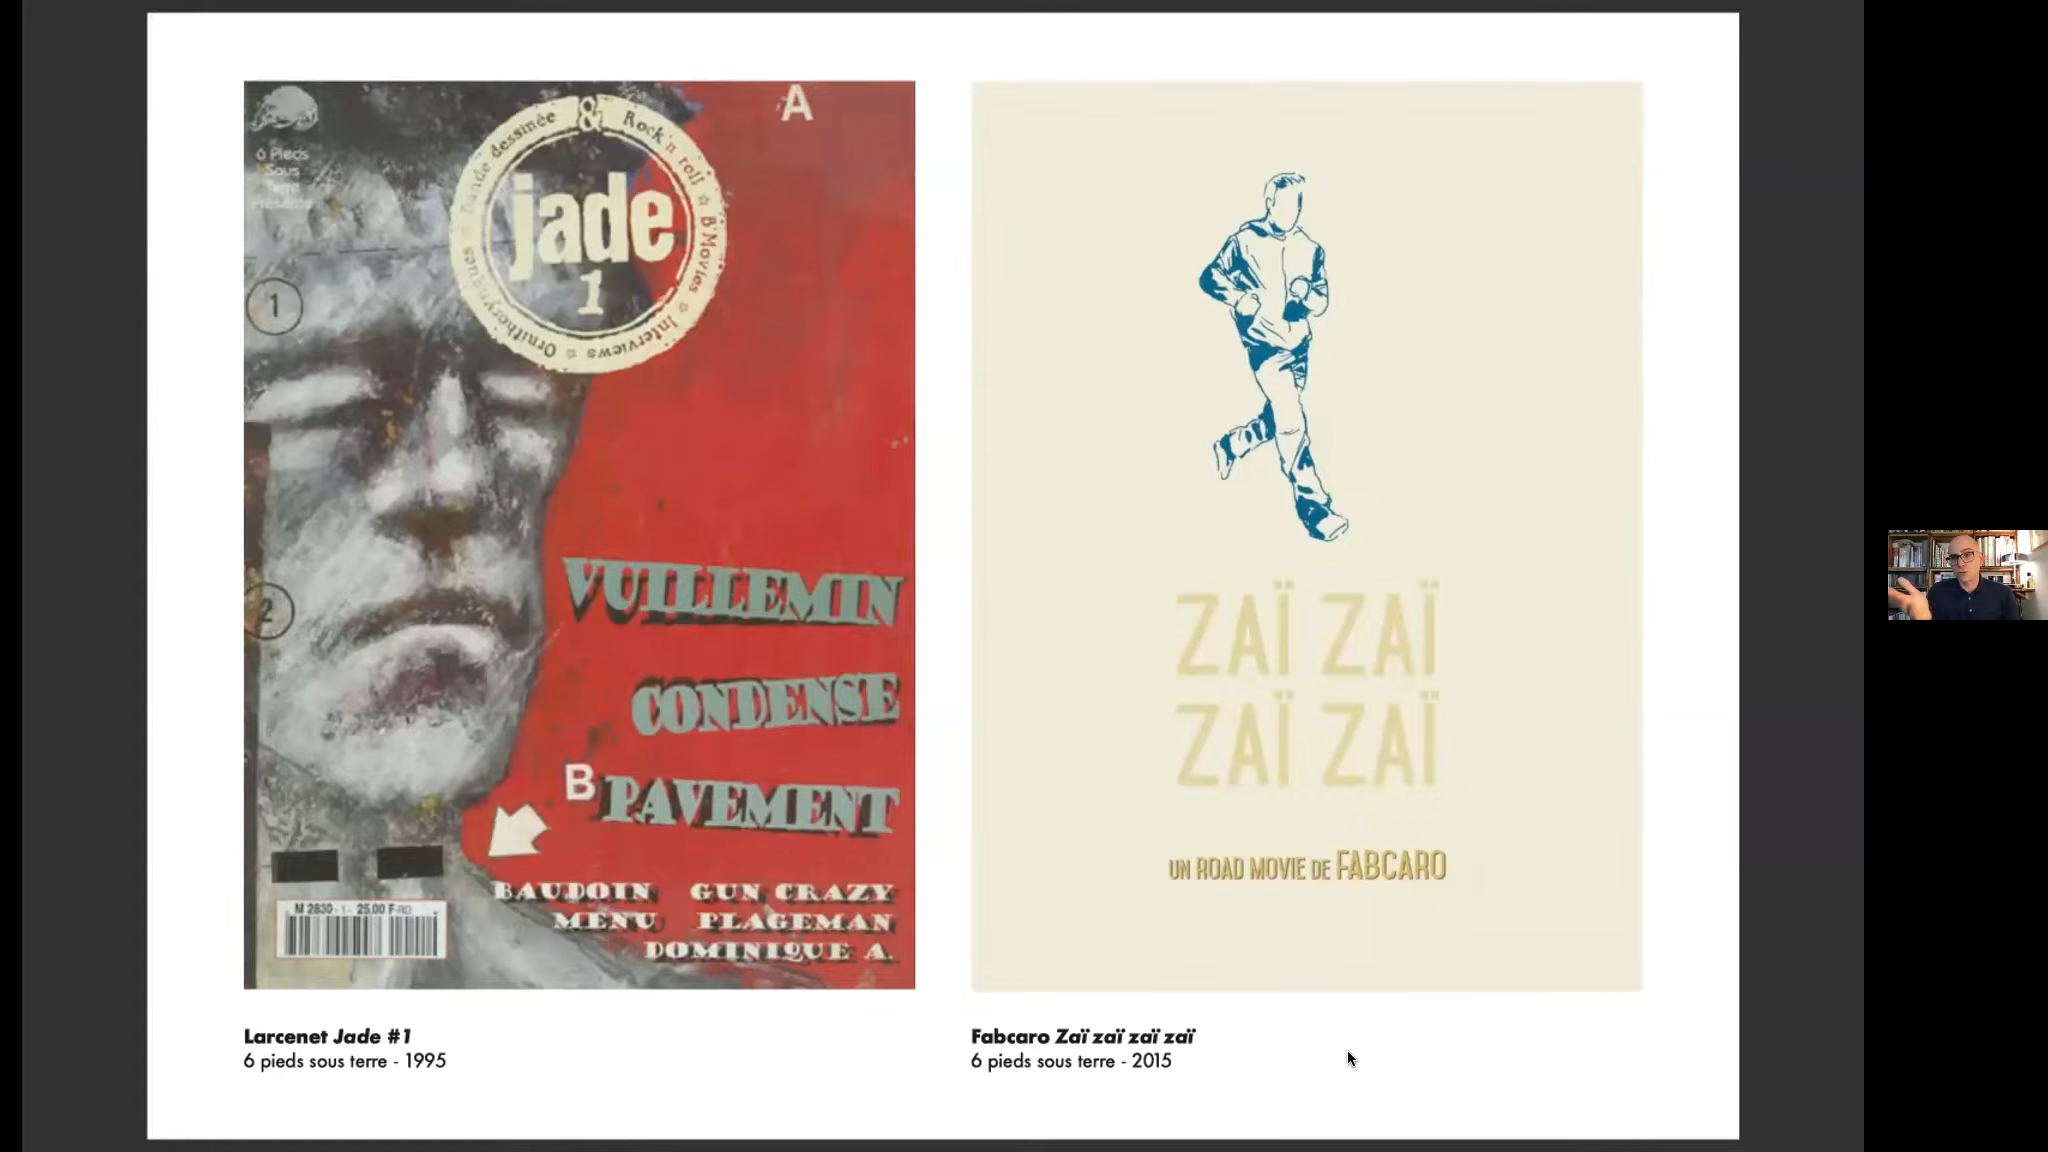 6 Pieds
Sous
Terre
Présente
A
Bande dessinée & Rock'n roll ☆ B'Movies ☆ Interviews ☆ Ornithorynques ☆
jade
1
1
2
VUILLEMIN
CONDENSE
B PAVEMENT
BAUDOIN GUN CRAZY
MENU PLAGEMAN
DOMINIQUE A.
M 2830 - 1 - 25,00 F-RD
ZAÏ ZAÏ
ZAÏ ZAÏ
UN ROAD MOVIE DE FABCARO
Larcenet Jade #1
6 pieds sous terre - 1995
Fabcaro Zaï zaï zaï zaï
6 pieds sous terre - 2015